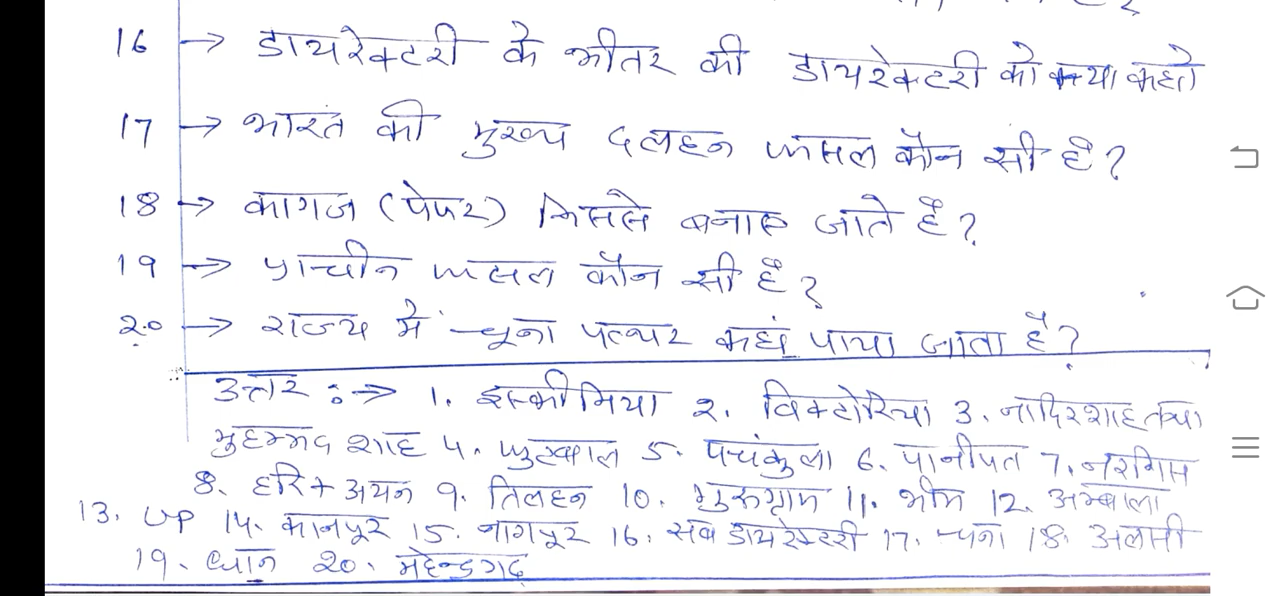 16 → डायरेक्टरी के भीतर की डायरेक्टरी को क्या कहते
17 → भारत की मुख्य दलहन फसल कौन सी है?
18 → कागज (पेपर) किससे बनाए जाते है?
19 → प्राचीन फसल कौन सी है?
20 → राज्य में चूना पत्थर कहां पाया जाता है?
उत्तर :→ 1. इस्कीमिया 2. विक्टोरिया 3. नादिरशाह तथा
मुहम्मद शाह 4. फुटबाल 5. पचंकुला 6. पानीपत 7. नरगिस
8. हरि + अयन 9. तिलहन 10. गुरुग्राम 11. भीम 12. अम्बाला
13. UP 14. कानपूर 15. नागपूर 16. सब डायरेक्टरी 17. चना 18. अलसी
19. धान 20. महेन्द्रगढ़